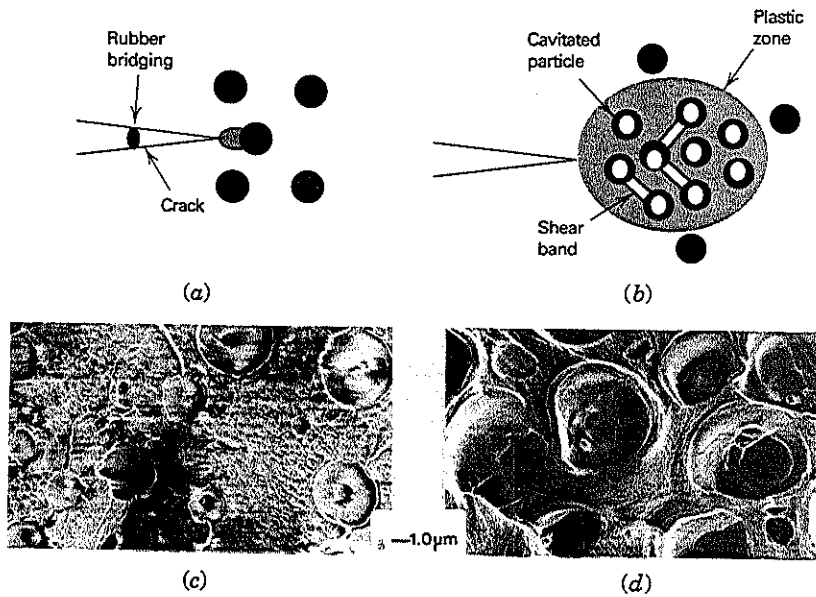 Rubber
bridging
Crack
(a)
Cavitated
particle
Plastic
zone
Shear
band
(b)
1.0μm
(c)
(d)